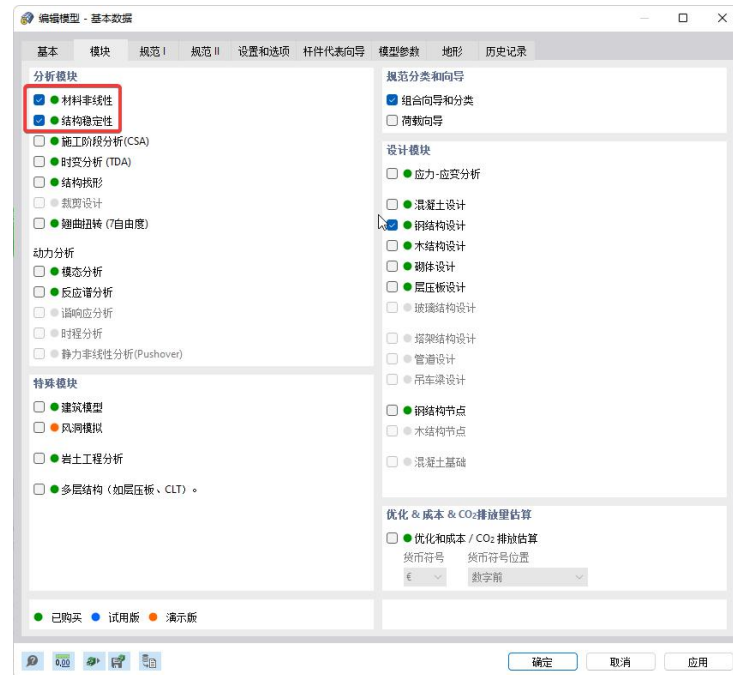 编辑模型 - 基本数据
基本 模块 规范 I 规范 II 设置和选项 杆件代表向导 模型参数 地形 历史记录
分析模块
材料非线性
结构稳定性
施工阶段分析(CSA)
时变分析 (TDA)
结构找形
裁剪设计
翘曲扭转 (7自由度)
动力分析
模态分析
反应谱分析
谐响应分析
时程分析
静力非线性分析(Pushover)
特殊模块
建筑模型
风洞模拟
岩土工程分析
多层结构（如层压板、CLT）。
已购买 试用版 演示版
规范分类和向导
组合向导和分类
荷载向导
设计模块
应力-应变分析
混凝土设计
钢结构设计
木结构设计
砌体设计
层压板设计
玻璃结构设计
塔架结构设计
管道设计
吊车梁设计
钢结构节点
木结构节点
混凝土基础
优化 & 成本 & CO₂排放量估算
优化和成本 / CO₂ 排放估算
货币符号 货币符号位置
€ 数字前
0,00
确定 取消 应用